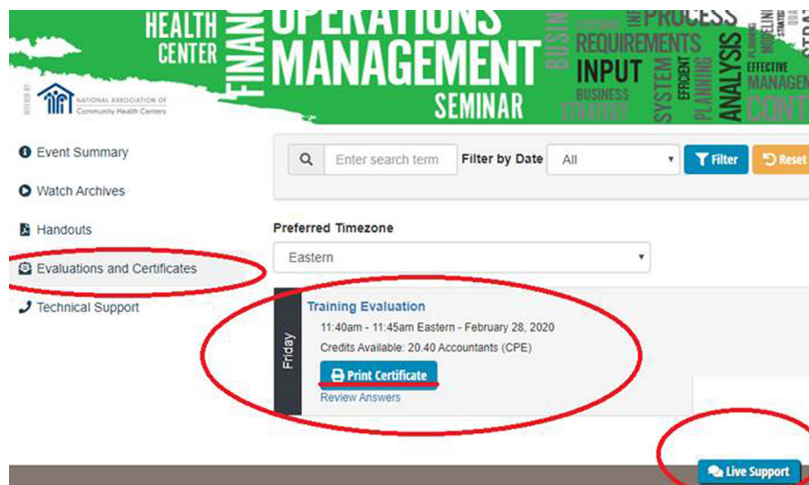 HEALTH
CENTER
FINAN
OPERATIONS
MANAGEMENT
SEMINAR
BUSIN
REQUIREMENTS
INPUT
BUSINESS
STRATEGY
PROCESS
SYSTEM
EFFICIENT
PLANNING
ANALYSIS
PLANNING
MODELING
EFFECTIVE
MANAGEM
CONT
NATIONAL ASSOCIATION OF
Community Health Centers
Event Summary
Watch Archives
Handouts
Evaluations and Certificates
Technical Support
Enter search term Filter by Date All Filter Reset
Preferred Timezone
Eastern
Friday
Training Evaluation
11:40am - 11:45am Eastern - February 28, 2020
Credits Available: 20.40 Accountants (CPE)
Print Certificate
Review Answers
Live Support